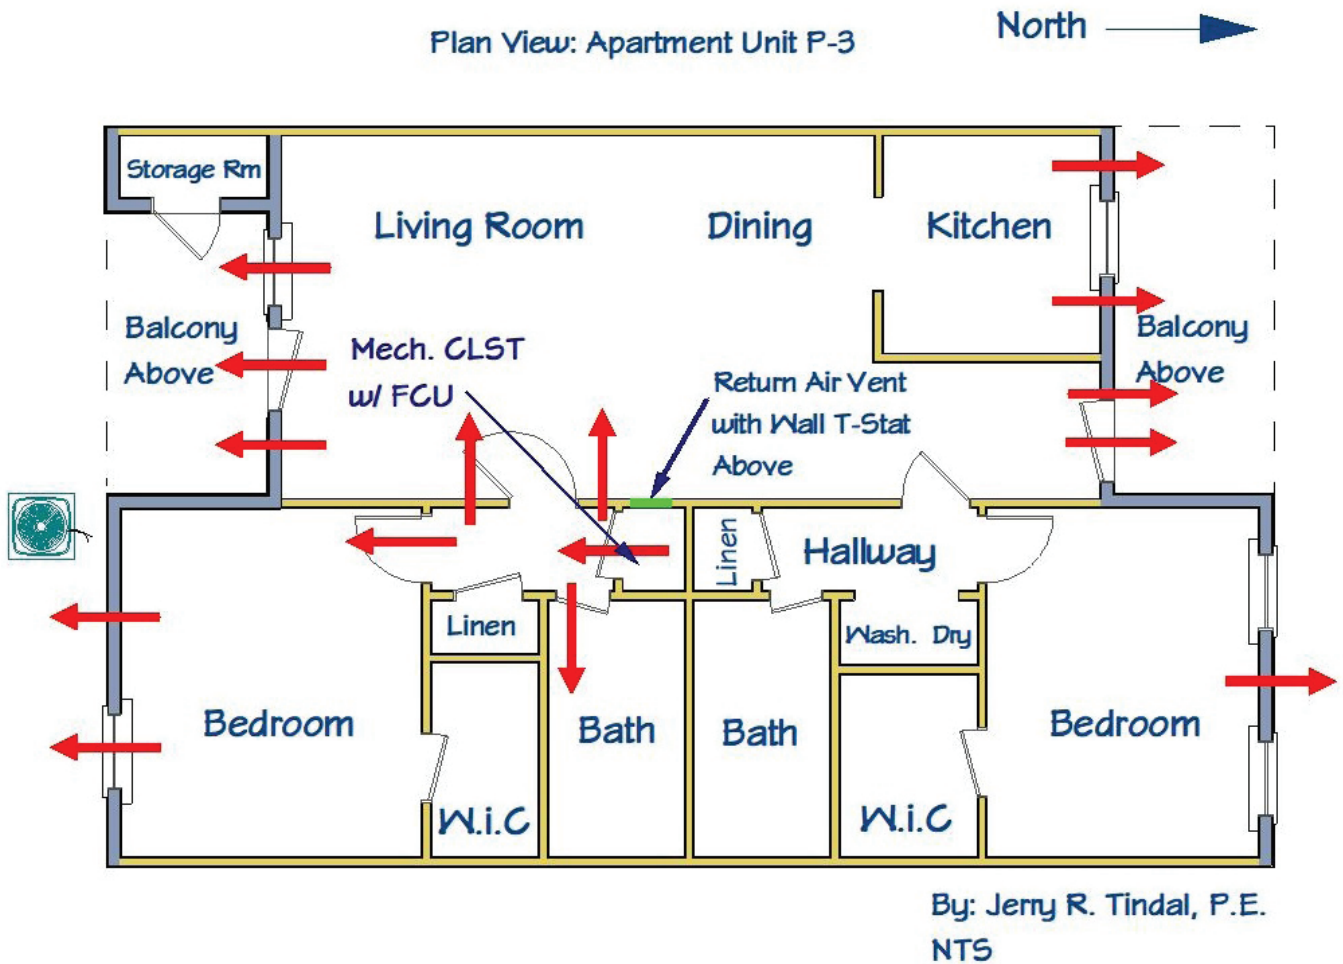 Plan View: Apartment Unit P-3
North
Storage Rm
Living Room
Dining
Kitchen
Balcony
Above
Mech. CLST
w/ FCU
Return Air Vent
with Wall T-Stat
Above
Balcony
Above
Linen
Hallway
Linen
Wash. Dry
Bedroom
Bath
Bath
Bedroom
W.i.C
W.i.C
By: Jerry R. Tindal, P.E.
NTS